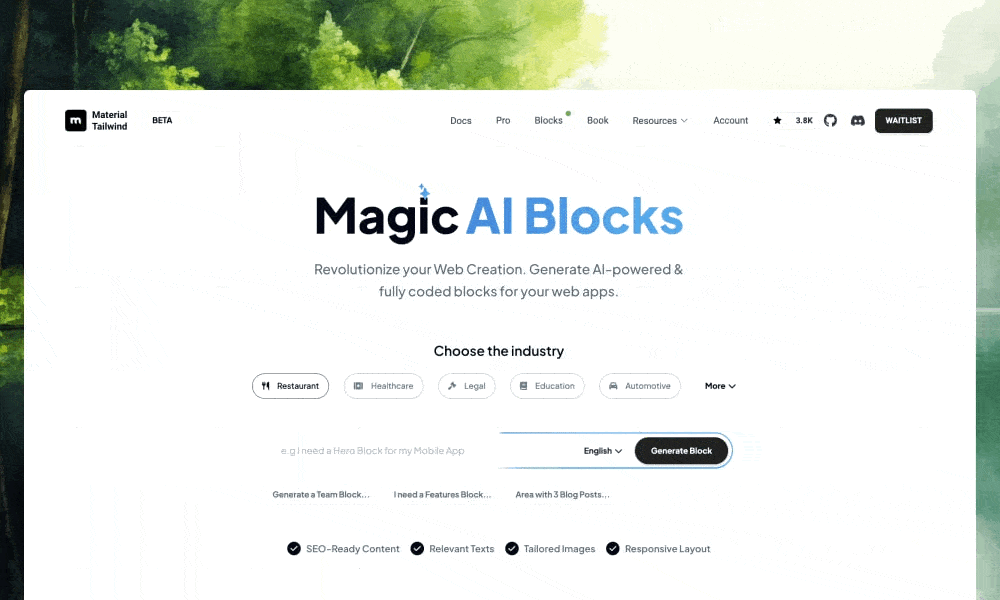 Material
Tailwind
BETA
Docs
Pro
Blocks
Book
Resources
Account
3.8K
WAITLIST
Magic AI Blocks
Revolutionize your Web Creation. Generate AI-powered &
fully coded blocks for your web apps.
Choose the industry
Restaurant
Healthcare
Legal
Education
Automotive
More
e.g I need a Hero Block for my Mobile App
English
Generate Block
Generate a Team Block...
I need a Features Block...
Area with 3 Blog Posts...
SEO-Ready Content
Relevant Texts
Tailored Images
Responsive Layout